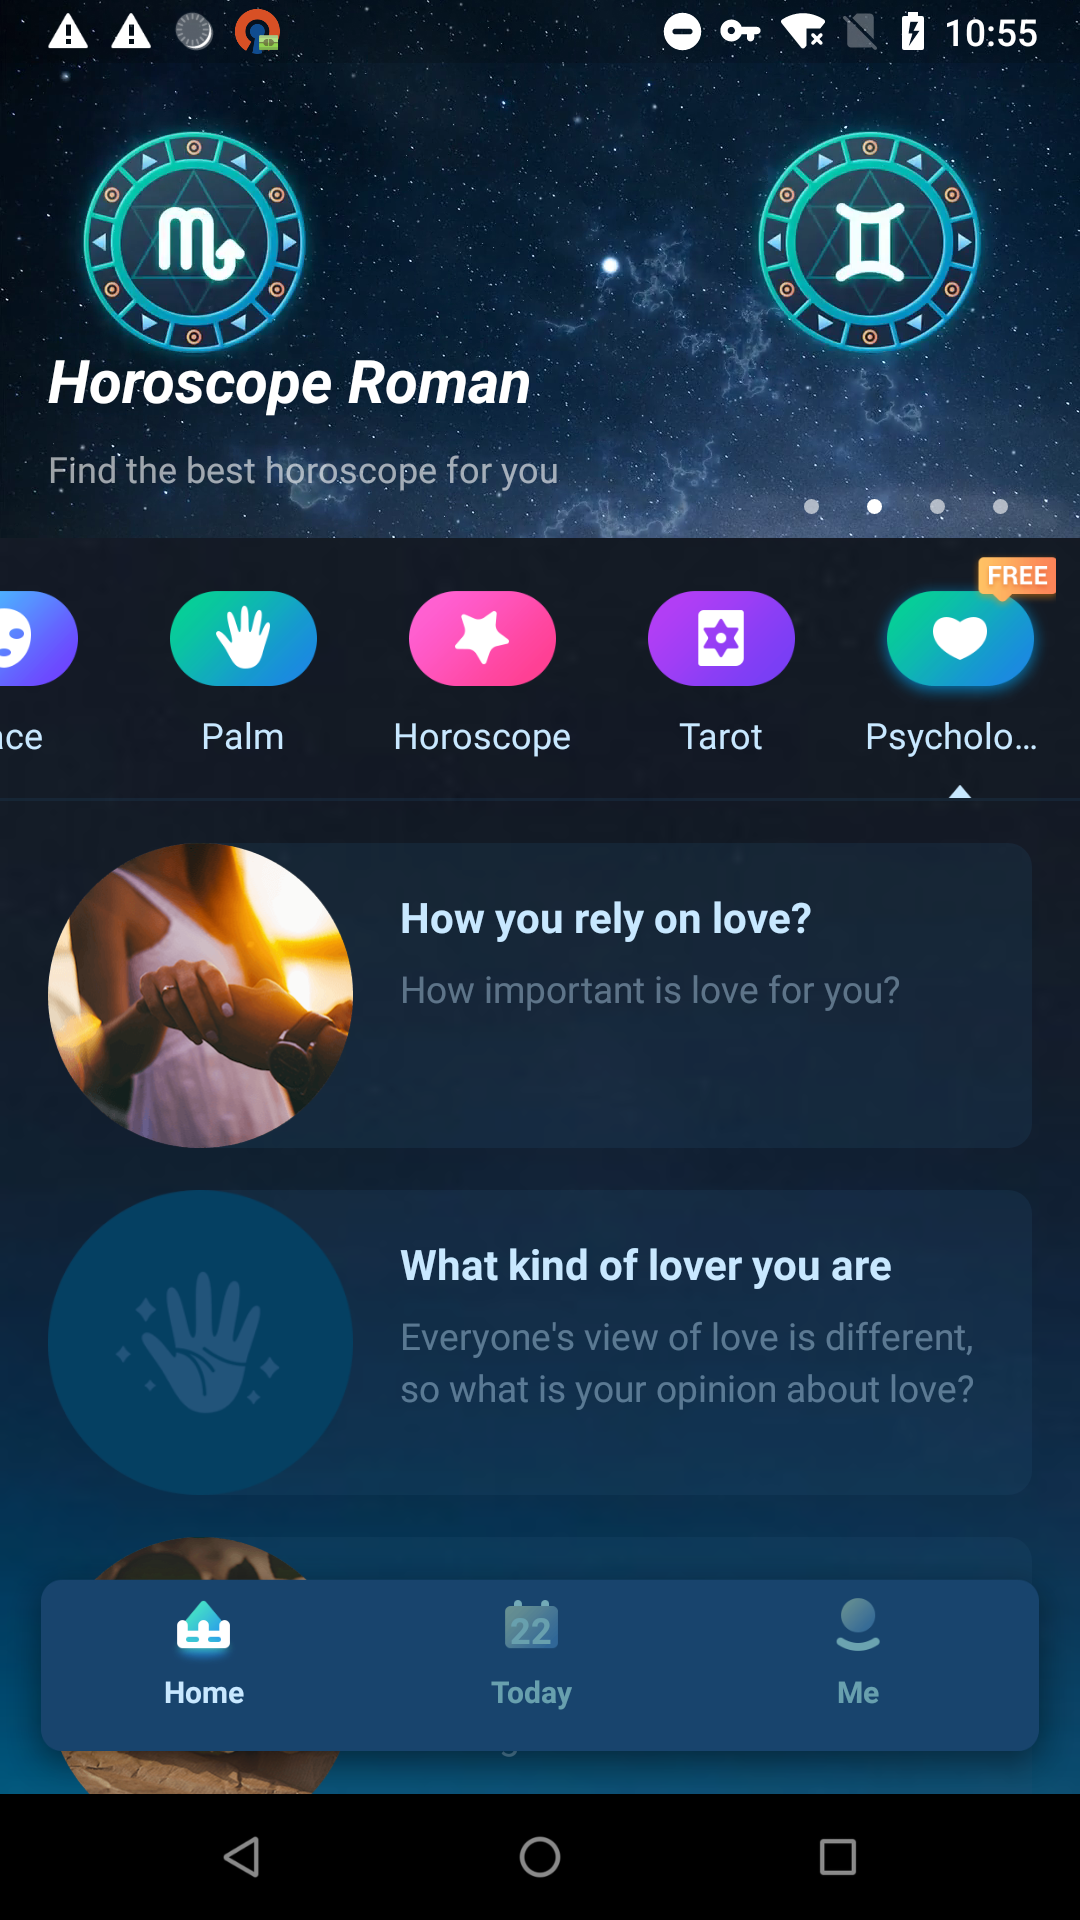 10:55
Horoscope Roman
Find the best horoscope for you
FREE
ce
Palm
Horoscope
Tarot
Psycholo...
How you rely on love?
How important is love for you?
What kind of lover you are
Everyone's view of love is different,
so what is your opinion about love?
22
Home
Today
Me